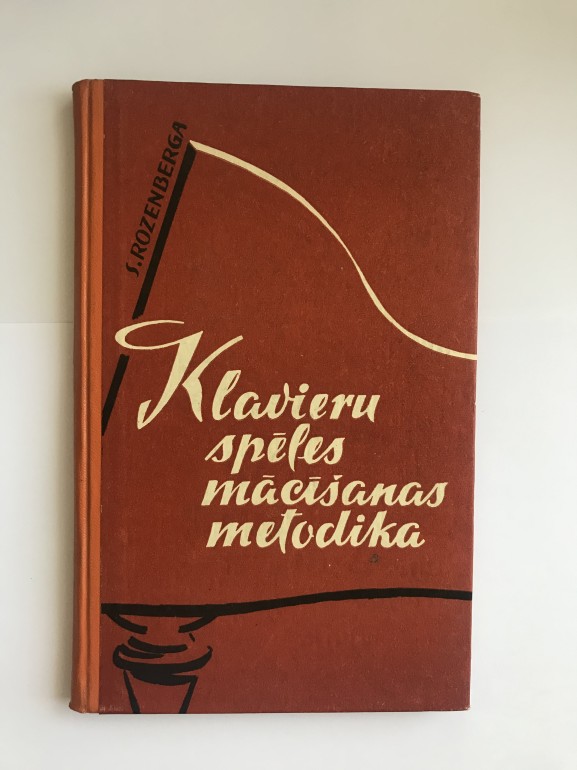 S. ROZENBERGA
Klavieru
spēles
mācīšanas
metodika